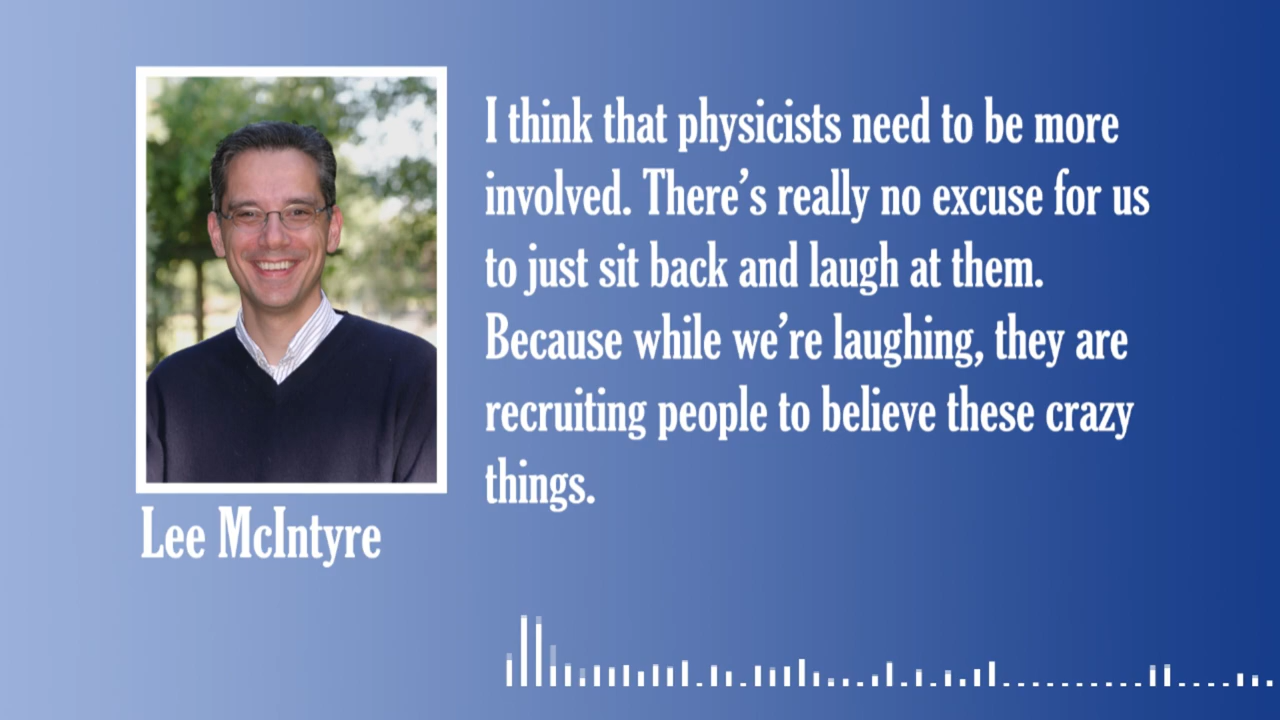 I think that physicists need to be more
involved. There’s really no excuse for us
to just sit back and laugh at them.
Because while we’re laughing, they are
recruiting people to believe these crazy
things.
Lee McIntyre